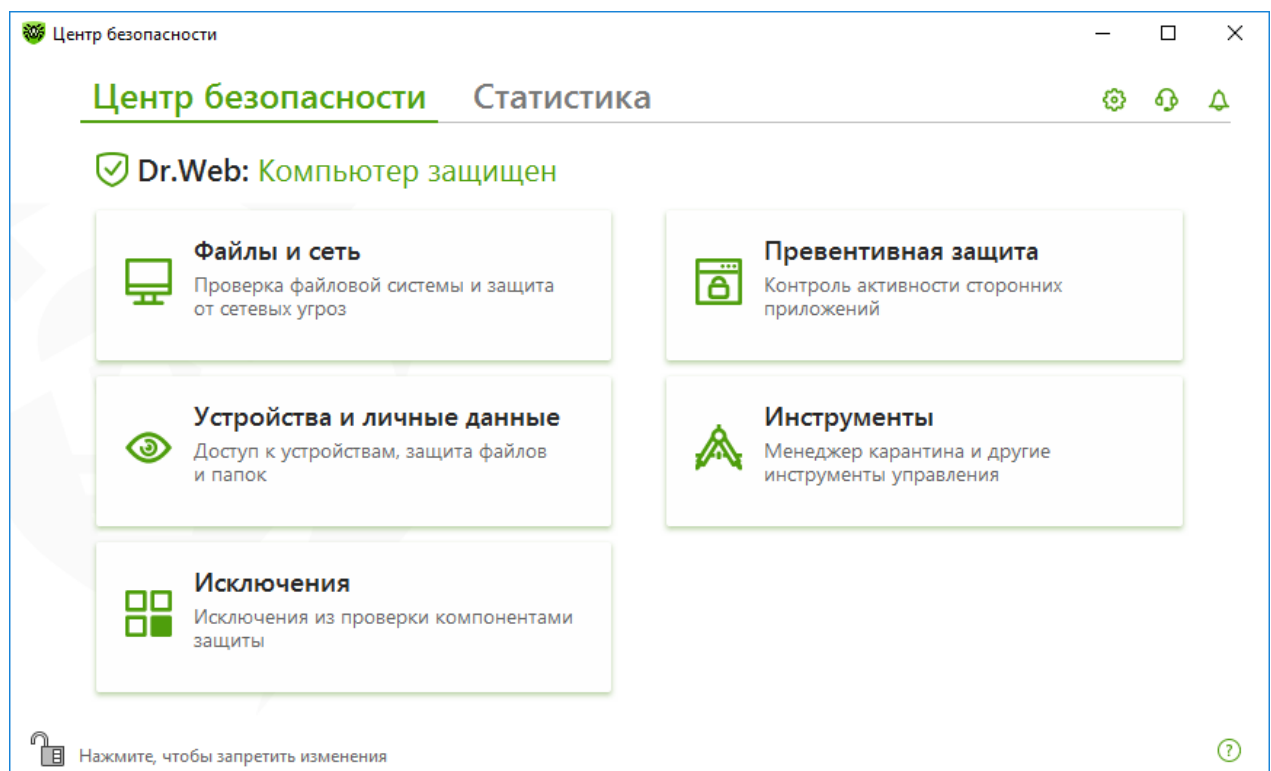 Центр безопасности
Центр безопасности Статистика
Dr.Web: Компьютер защищен
Файлы и сеть
Проверка файловой системы и защита
от сетевых угроз
Превентивная защита
Контроль активности сторонних
приложений
Устройства и личные данные
Доступ к устройствам, защита файлов
и папок
Инструменты
Менеджер карантина и другие
инструменты управления
Исключения
Исключения из проверки компонентами
защиты
Нажмите, чтобы запретить изменения
?